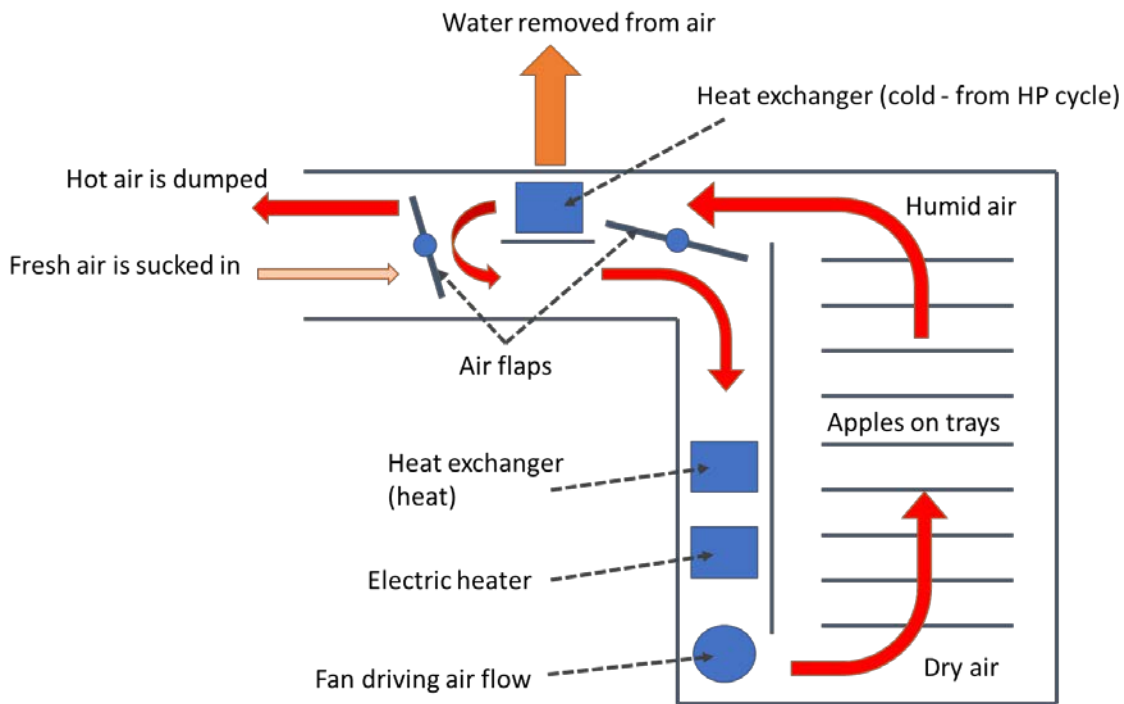 Water removed from air
Heat exchanger (cold - from HP cycle)
Hot air is dumped
Humid air
Fresh air is sucked in
Air flaps
Apples on trays
Heat exchanger
(heat)
Electric heater
Fan driving air flow
Dry air